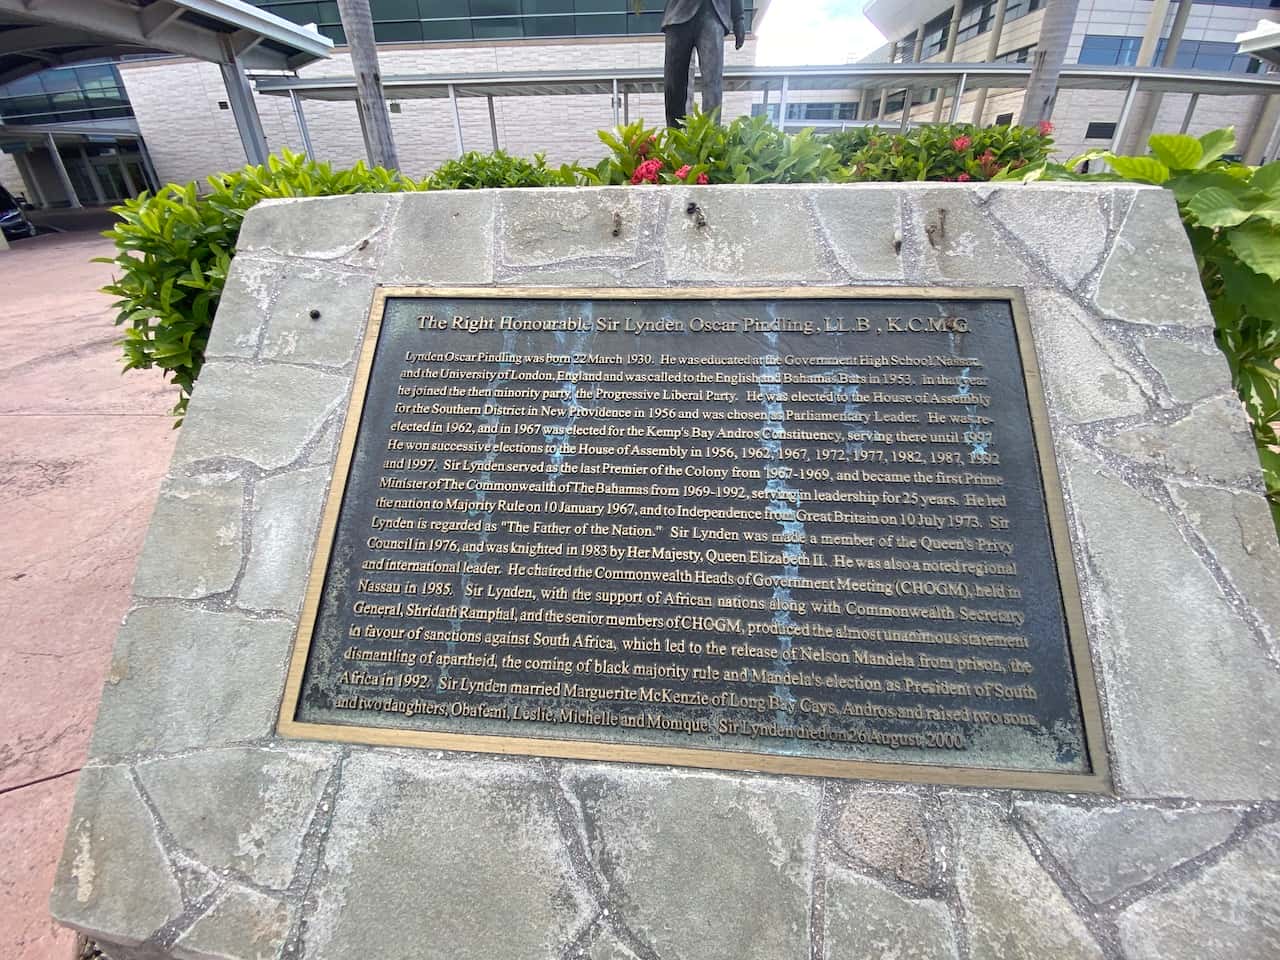 The Right Honourable Sir Lynden Oscar Pindling, LL.B , K.C.M.G.
Lynden Oscar Pindling was born 22 March 1930. He was educated at the Government High School, Nassau
and the University of London, England and was called to the English and Bahamas Bars in 1953. In that year
he joined the then minority party, the Progressive Liberal Party. He was elected to the House of Assembly
for the Southern District in New Providence in 1956 and was chosen as Parliamentary Leader. He was re-
elected in 1962, and in 1967 was elected for the Kemp's Bay Andros Constituency, serving there until 1997.
He won successive elections to the House of Assembly in 1956, 1962, 1967, 1972, 1977, 1982, 1987, 1992
and 1997. Sir Lynden served as the last Premier of the Colony from 1967-1969, and became the first Prime
Minister of The Commonwealth of The Bahamas from 1969-1992, serving in leadership for 25 years. He led
the nation to Majority Rule on 10 January 1967, and to Independence from Great Britain on 10 July 1973. Sir
Lynden is regarded as "The Father of the Nation." Sir Lynden was made a member of the Queen's Privy
Council in 1976, and was knighted in 1983 by Her Majesty, Queen Elizabeth II. He was also a noted regional
and international leader. He chaired the Commonwealth Heads of Government Meeting (CHOGM), held in
Nassau in 1985. Sir Lynden, with the support of African nations along with Commonwealth Secretary
General, Shridath Ramphal, and the senior members of CHOGM, produced the almost unanimous statement
in favour of sanctions against South Africa, which led to the release of Nelson Mandela from prison, the
dismantling of apartheid, the coming of black majority rule and Mandela's election as President of South
Africa in 1992. Sir Lynden married Marguerite McKenzie of Long Bay Cays, Andros and raised two sons
and two daughters, Obafemi, Leslie, Michelle and Monique. Sir Lynden died on 26 August, 2000.